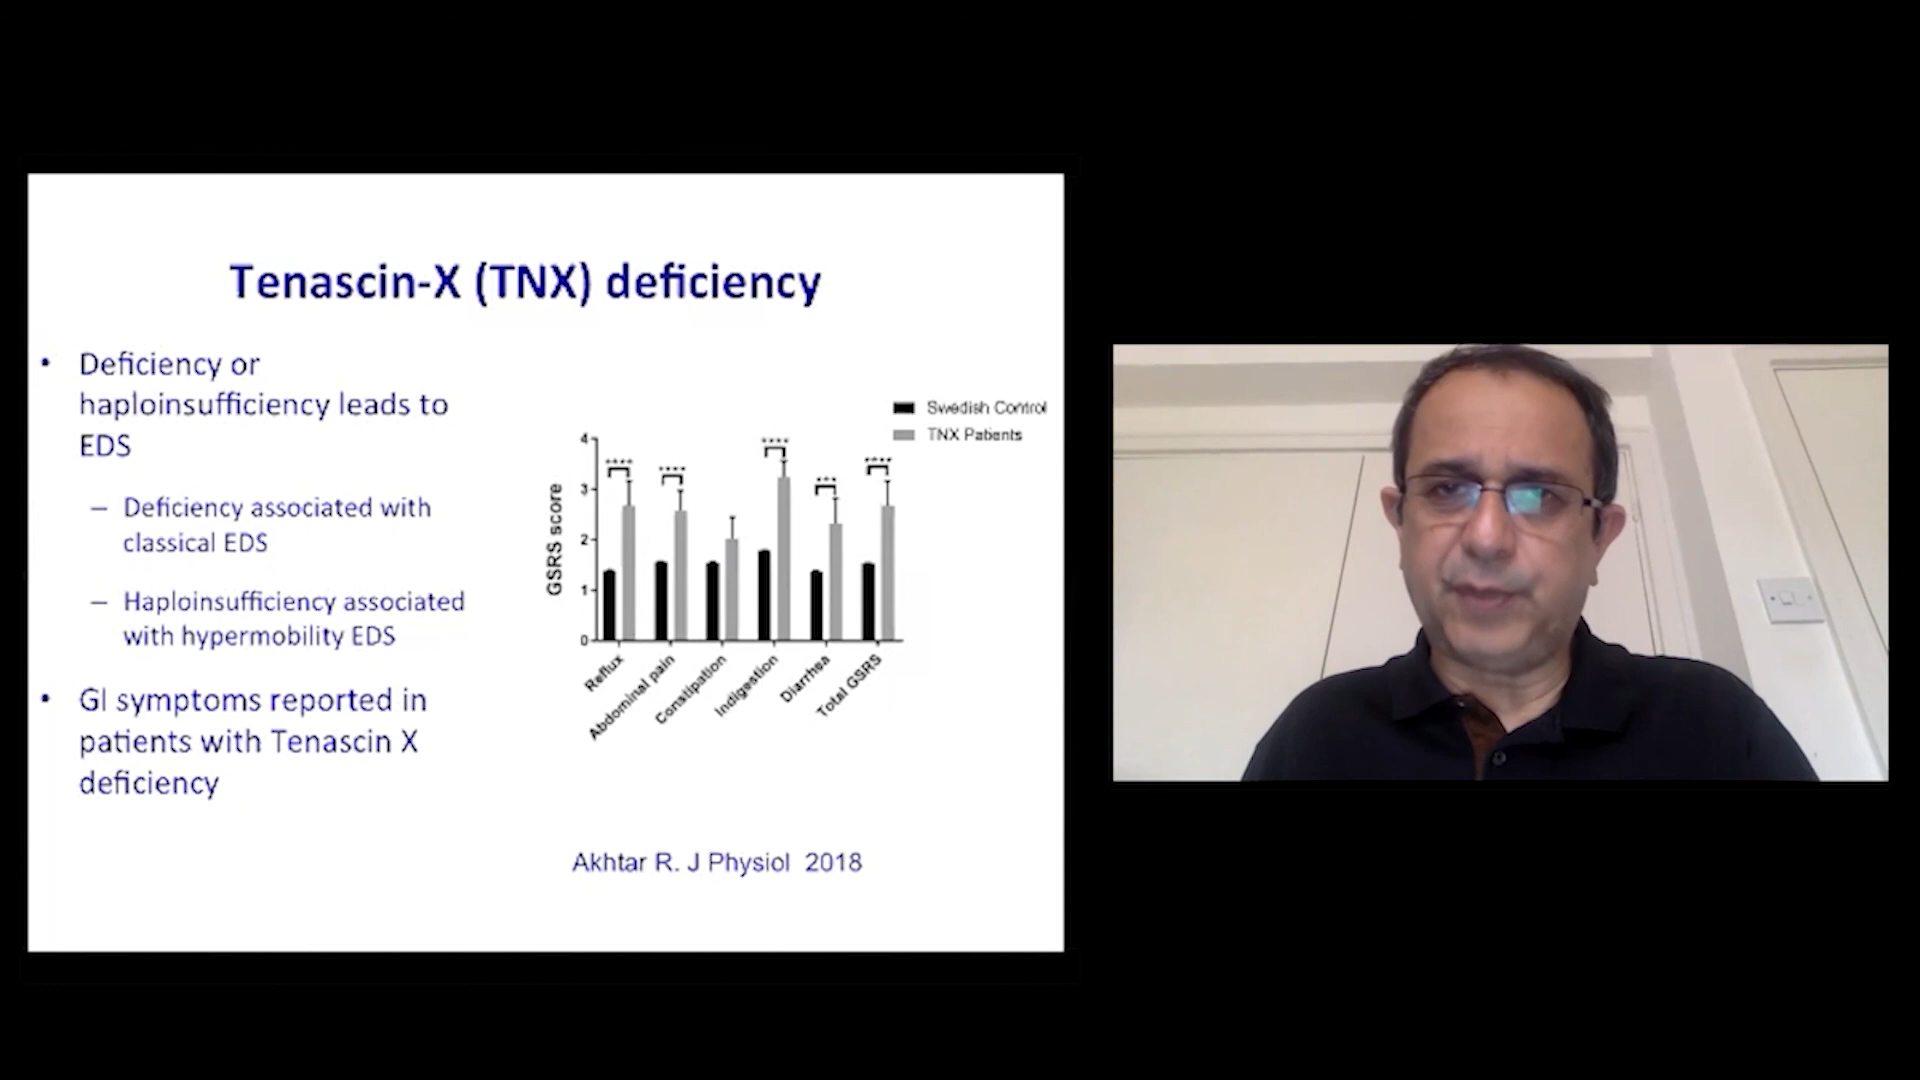 Tenascin-X (TNX) deficiency
• Deficiency or
haploinsufficiency leads to
EDS
– Deficiency associated with
classical EDS
– Haploinsufficiency associated
with hypermobility EDS
• GI symptoms reported in
patients with Tenascin X
deficiency
Swedish Control
TNX Patients
GSRS score
4
3
2
1
0
****
****
****
***
****
Reflux
Abdominal pain
Constipation
Indigestion
Diarrhea
Total GSRS
Akhtar R. J Physiol 2018